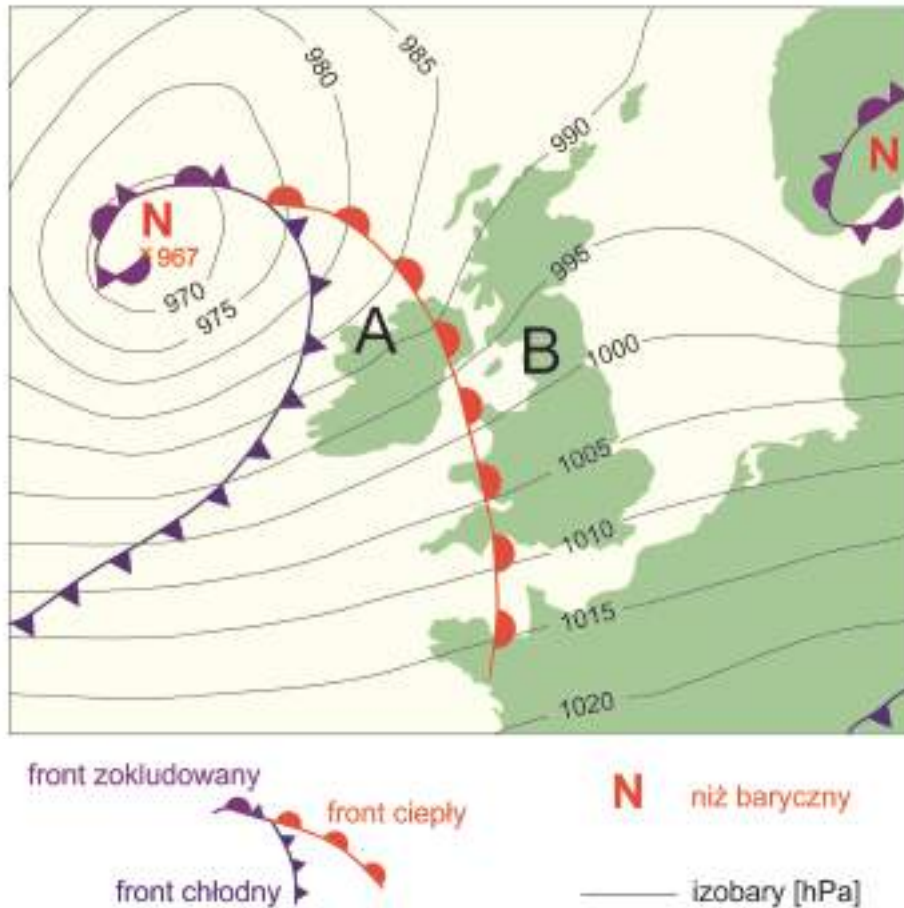 980
985
990
N
N
967
995
970
975
A
B
1000
1005
1010
1015
1020
front zokludowany
front ciepły
front chłodny
N niż baryczny
izobary [hPa]